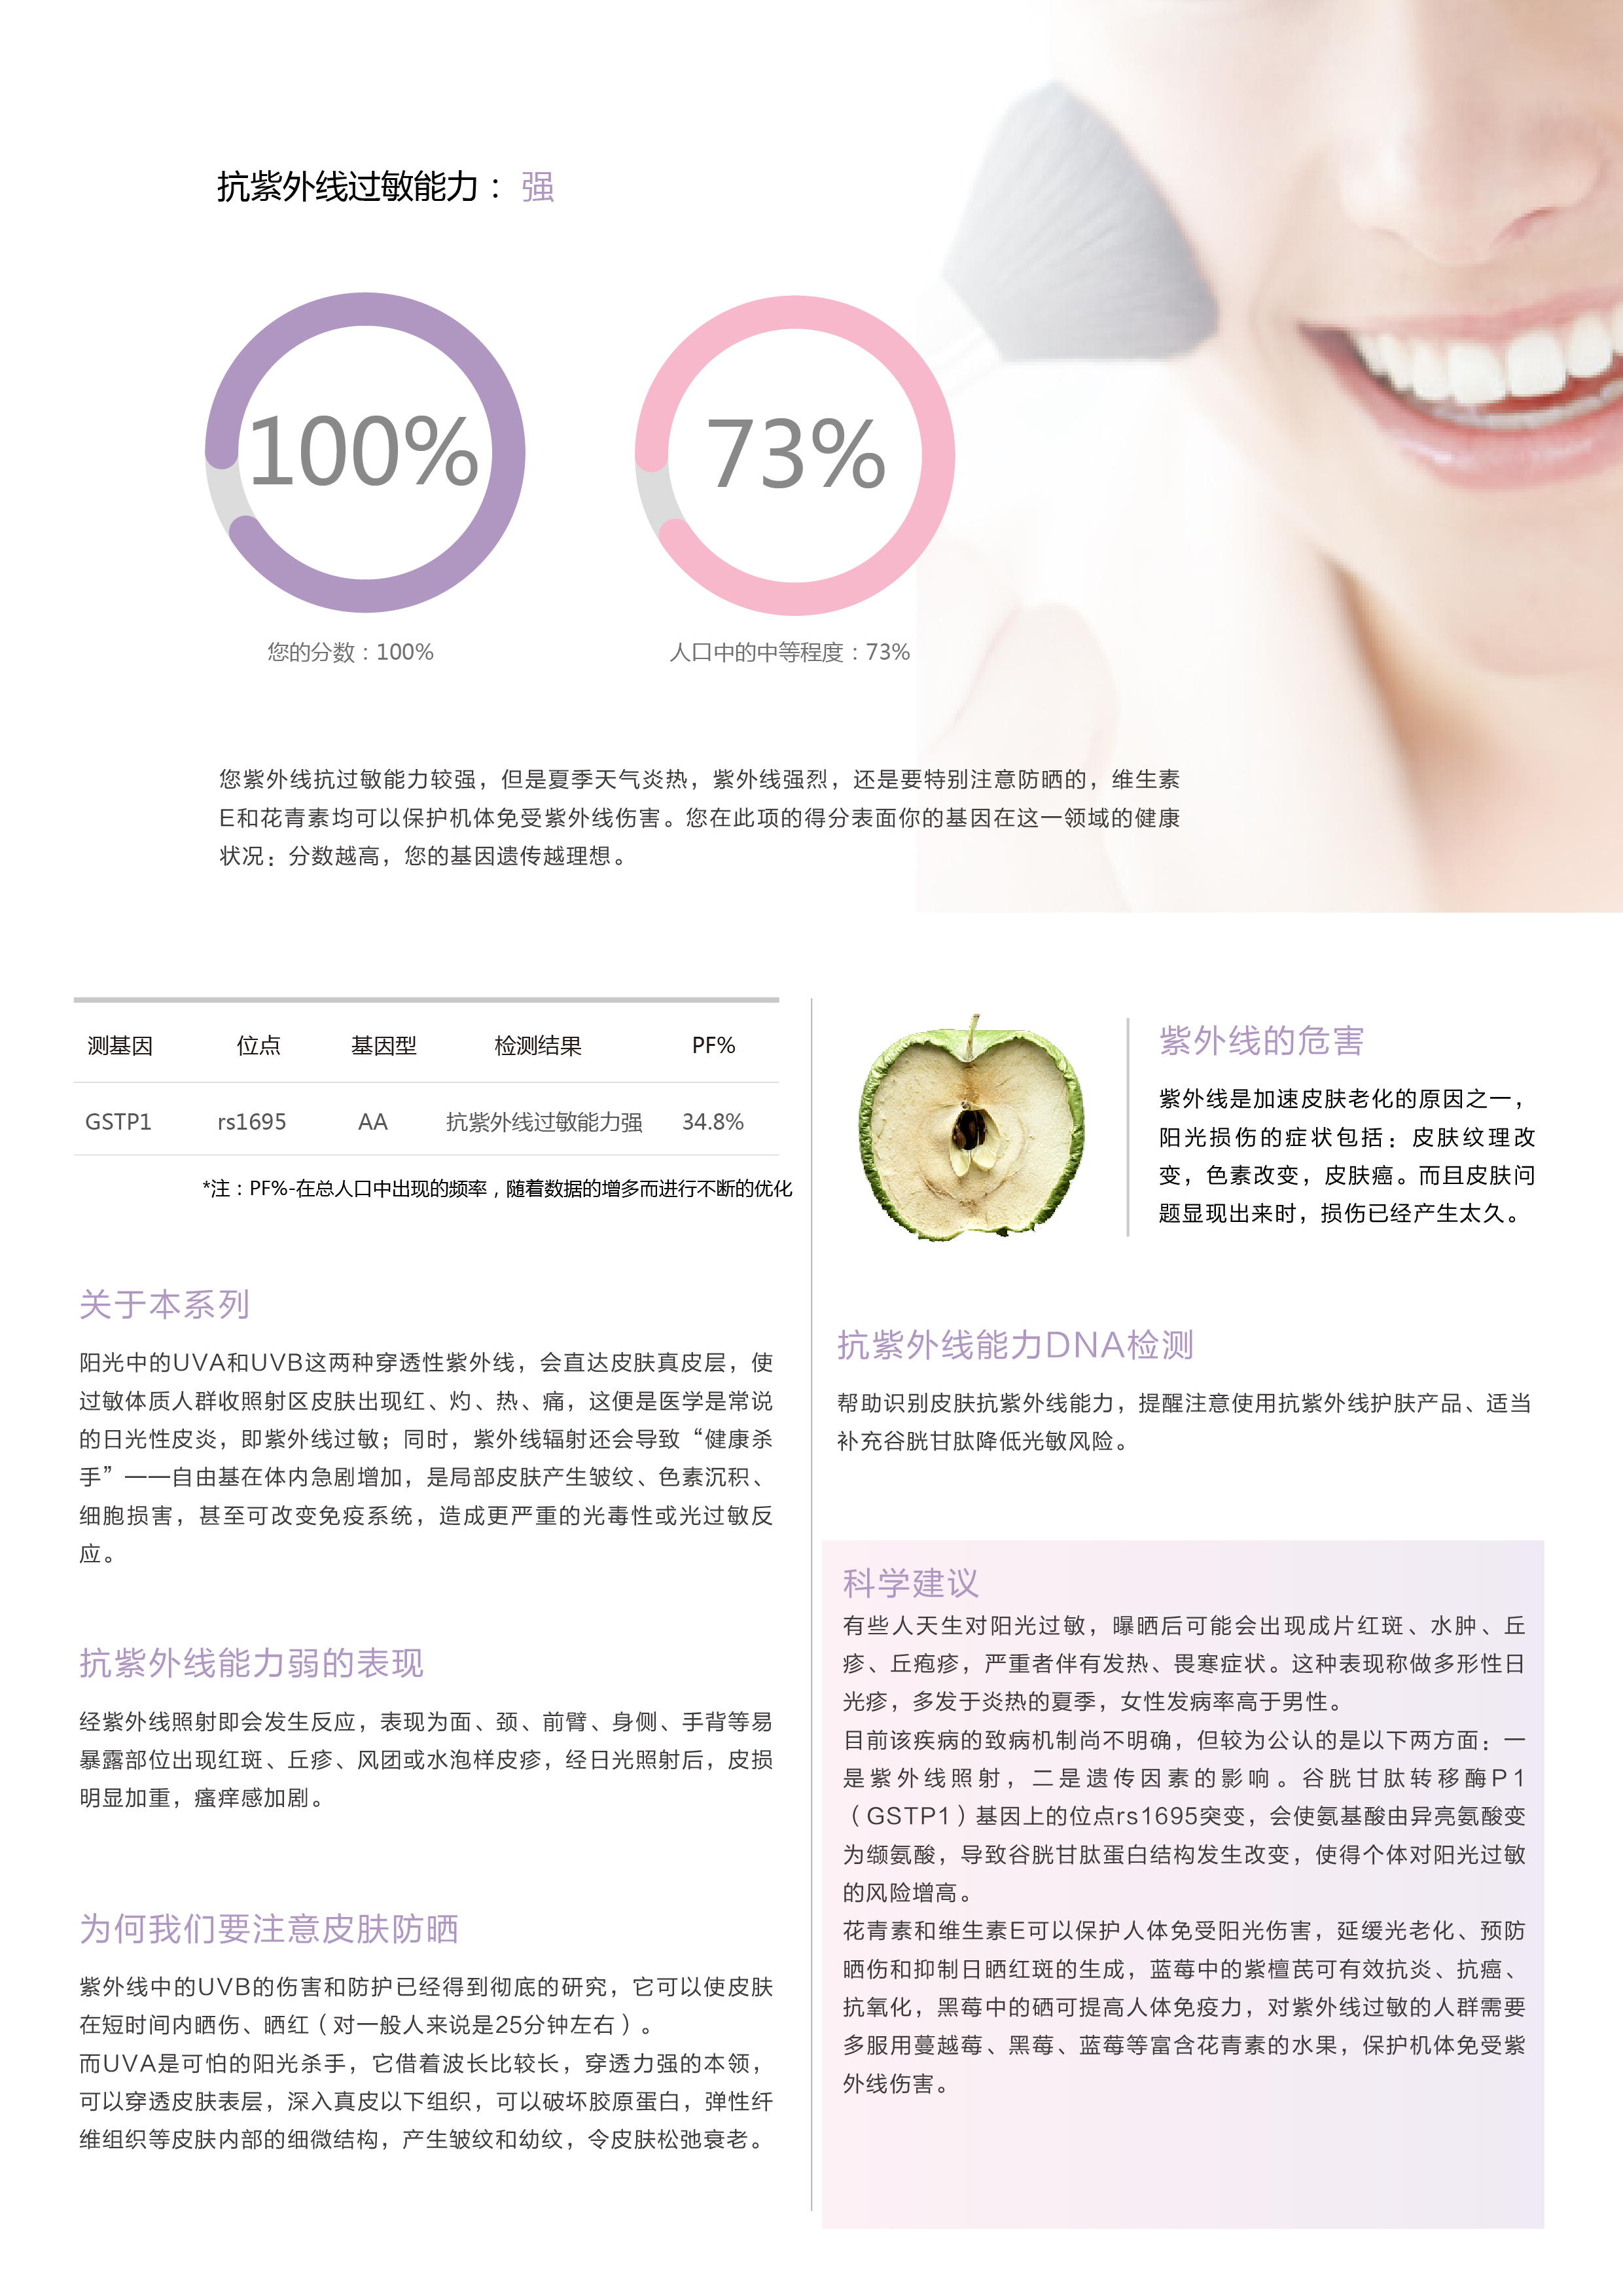 抗紫外线过敏能力：强
100%
73%
您的分数：100%
人口中的中等程度：73%
您紫外线抗过敏能力较强，但是夏季天气炎热，紫外线强烈，还是要特别注意防晒的，维生素
E和花青素均可以保护机体免受紫外线伤害。您在此项的得分表面你的基因在这一领域的健康
状况：分数越高，您的基因遗传越理想。
测基因 位点 基因型 检测结果 PF%
GSTP1 rs1695 AA 抗紫外线过敏能力强 34.8%
*注：PF%-在总人口中出现的频率，随着数据的增多而进行不断的优化
关于本系列
阳光中的UVA和UVB这两种穿透性紫外线，会直达皮肤真皮层，使
过敏体质人群收照射区皮肤出现红、灼、热、痛，这便是医学是常说
的日光性皮炎，即紫外线过敏；同时，紫外线辐射还会导致“健康杀
手”——自由基在体内急剧增加，是局部皮肤产生皱纹、色素沉积、
细胞损害，甚至可改变免疫系统，造成更严重的光毒性或光过敏反
应。
抗紫外线能力弱的表现
经紫外线照射即会发生反应，表现为面、颈、前臂、身侧、手背等易
暴露部位出现红斑、丘疹、风团或水泡样皮疹，经日光照射后，皮损
明显加重，瘙痒感加剧。
为何我们要注意皮肤防晒
紫外线中的UVB的伤害和防护已经得到彻底的研究，它可以使皮肤
在短时间内晒伤、晒红（对一般人来说是25分钟左右）。
而UVA是可怕的阳光杀手，它借着波长比较长，穿透力强的本领，
可以穿透皮肤表层，深入真皮以下组织，可以破坏胶原蛋白，弹性纤
维组织等皮肤内部的细微结构，产生皱纹和幼纹，令皮肤松弛衰老。
紫外线的危害
紫外线是加速皮肤老化的原因之一，
阳光损伤的症状包括：皮肤纹理改
变，色素改变，皮肤癌。而且皮肤问
题显现出来时，损伤已经产生太久。
抗紫外线能力DNA检测
帮助识别皮肤抗紫外线能力，提醒注意使用抗紫外线护肤产品、适当
补充谷胱甘肽降低光敏风险。
科学建议
有些人天生对阳光过敏，曝晒后可能会出现成片红斑、水肿、丘
疹、丘疱疹，严重者伴有发热、畏寒症状。这种表现称做多形性日
光疹，多发于炎热的夏季，女性发病率高于男性。
目前该疾病的致病机制尚不明确，但较为公认的是以下两方面：一
是紫外线照射，二是遗传因素的影响。谷胱甘肽转移酶P1
（GSTP1）基因上的位点rs1695突变，会使氨基酸由异亮氨酸变
为缬氨酸，导致谷胱甘肽蛋白结构发生改变，使得个体对阳光过敏
的风险增高。
花青素和维生素E可以保护人体免受阳光伤害，延缓光老化、预防
晒伤和抑制日晒红斑的生成，蓝莓中的紫檀芪可有效抗炎、抗癌、
抗氧化，黑莓中的硒可提高人体免疫力，对紫外线过敏的人群需要
多服用蔓越莓、黑莓、蓝莓等富含花青素的水果，保护机体免受紫
外线伤害。